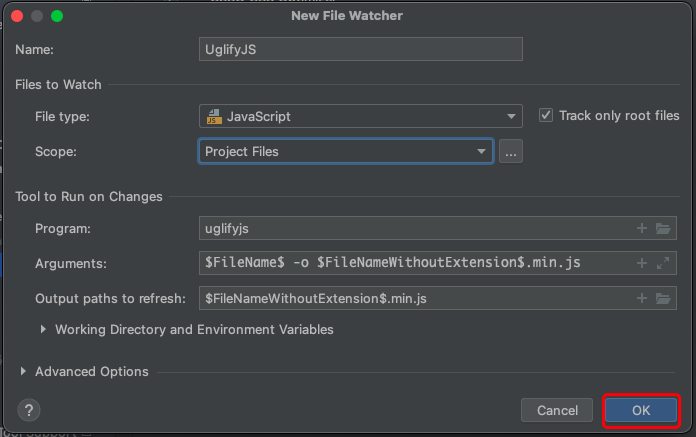 New File Watcher
Name: UglifyJS
Files to Watch
File type: JS JavaScript Track only root files
Scope: Project Files ...
Tool to Run on Changes
Program: uglifyjs
Arguments: $FileName$ -o $FileNameWithoutExtension$.min.js
Output paths to refresh: $FileNameWithoutExtension$.min.js
Working Directory and Environment Variables
Advanced Options
? Cancel OK